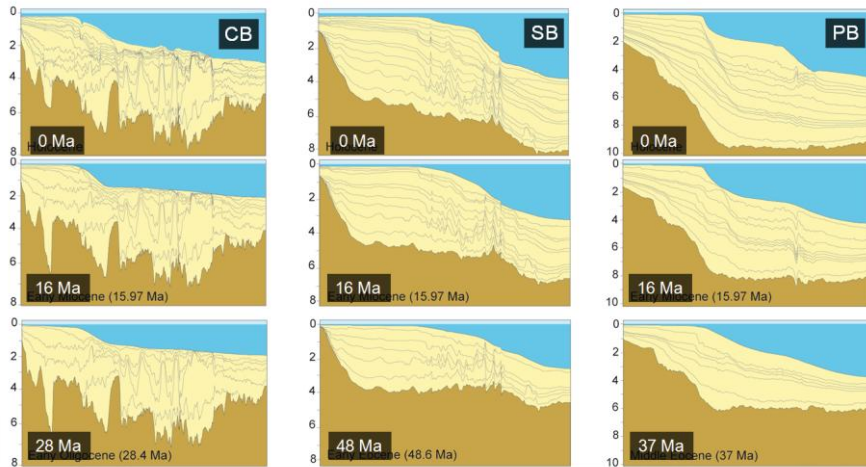 CB
0
2
4
6
8
0 Ma
Holocene
SB
0
2
4
6
8
0 Ma
Holocene
PB
0
2
4
6
8
10
0 Ma
Holocene
0
2
4
6
8
16 Ma
Early Miocene (15.97 Ma)
0
2
4
6
8
16 Ma
Early Miocene (15.97 Ma)
0
2
4
6
8
10
16 Ma
Early Miocene (15.97 Ma)
0
2
4
6
8
28 Ma
Early Oligocene (28.4 Ma)
0
2
4
6
8
48 Ma
Early Eocene (48.6 Ma)
0
2
4
6
8
10
37 Ma
Middle Eocene (37 Ma)